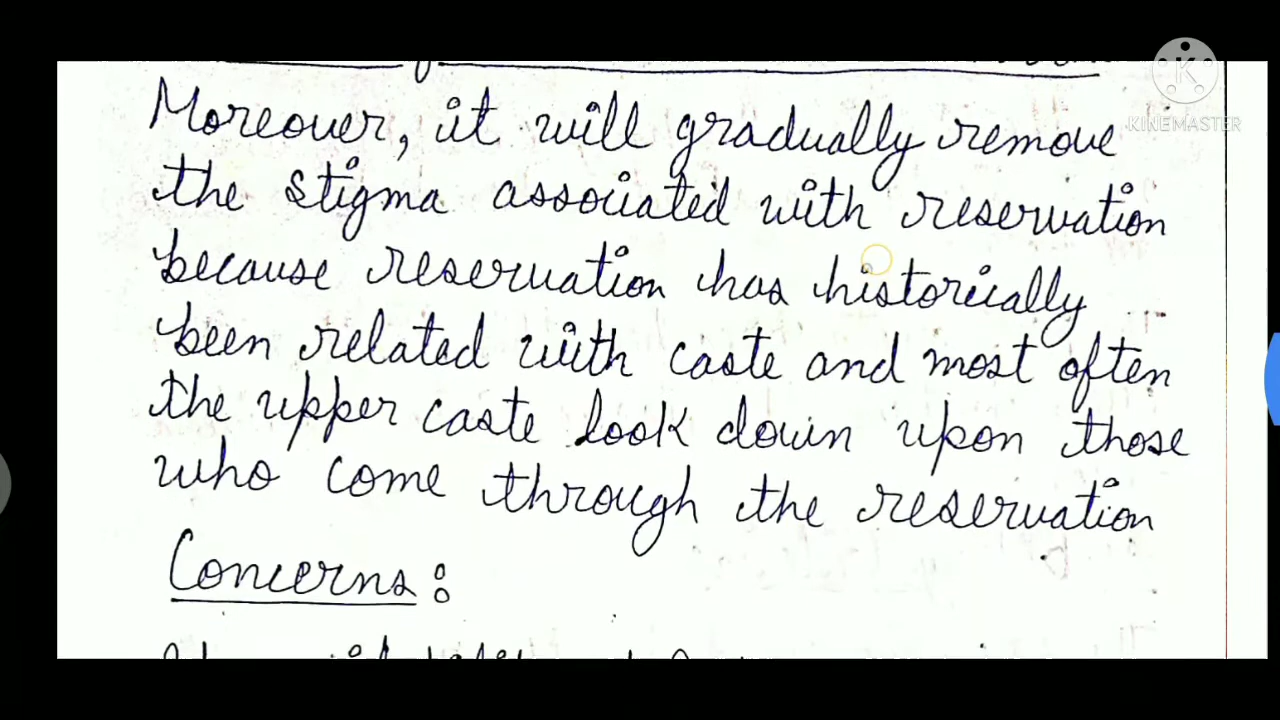 KINEMASTER
Moreover, it will gradually remove
the stigma associated with reservation
because reservation has historically
been related with caste and most often
the upper caste look down upon those
who come through the reservation
Concerns: